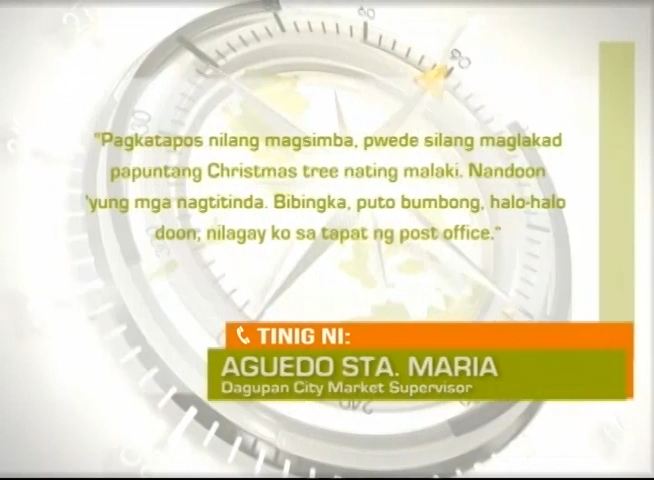 "Pagkatapos nilang magsimba, pwede silang maglakad
papuntang Christmas tree nating malaki. Nandoon
'yung mga nagtitinda. Bibingka, puto bumbong, halo-halo
doon, nilagay ko sa tapat ng post office."
TINIG NI:
AGUEDO STA. MARIA
Dagupan City Market Supervisor